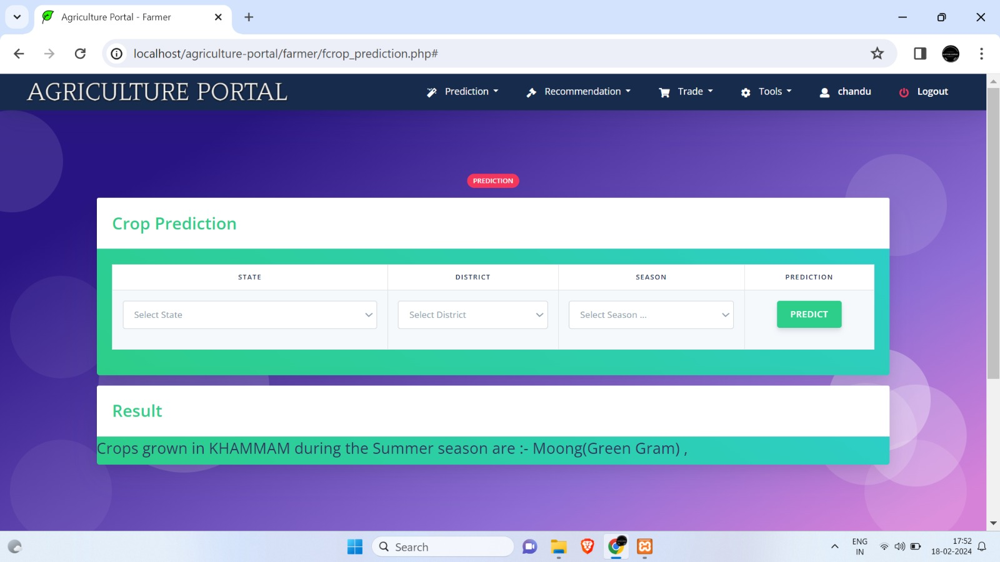 Agriculture Portal - Farmer
localhost/agriculture-portal/farmer/fcrop_prediction.php#
AGRICULTURE PORTAL
Prediction
Recommendation
Trade
Tools
chandu
Logout
PREDICTION
Crop Prediction
STATE DISTRICT SEASON PREDICTION
Select State Select District Select Season ... PREDICT
Result
Crops grown in KHAMMAM during the Summer season are :- Moong(Green Gram) ,
Search
ENG
IN
17:52
18-02-2024